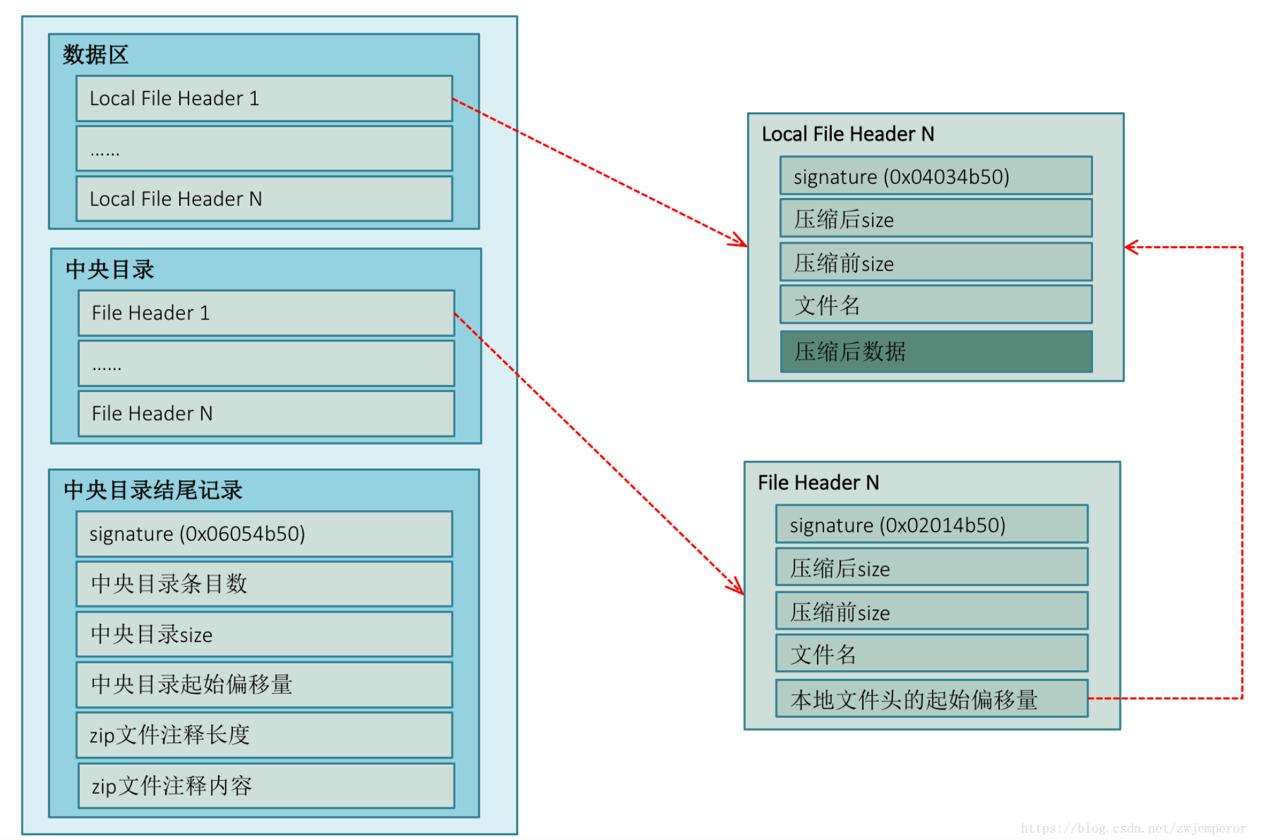 数据区
Local File Header 1
......
Local File Header N
中央目录
File Header 1
......
File Header N
中央目录结尾记录
signature (0x06054b50)
中央目录条目数
中央目录size
中央目录起始偏移量
zip文件注释长度
zip文件注释内容
Local File Header N
signature (0x04034b50)
压缩后size
压缩前size
文件名
压缩后数据
File Header N
signature (0x02014b50)
压缩后size
压缩前size
文件名
本地文件头的起始偏移量
https://blog.csdn.net/zwjemperor